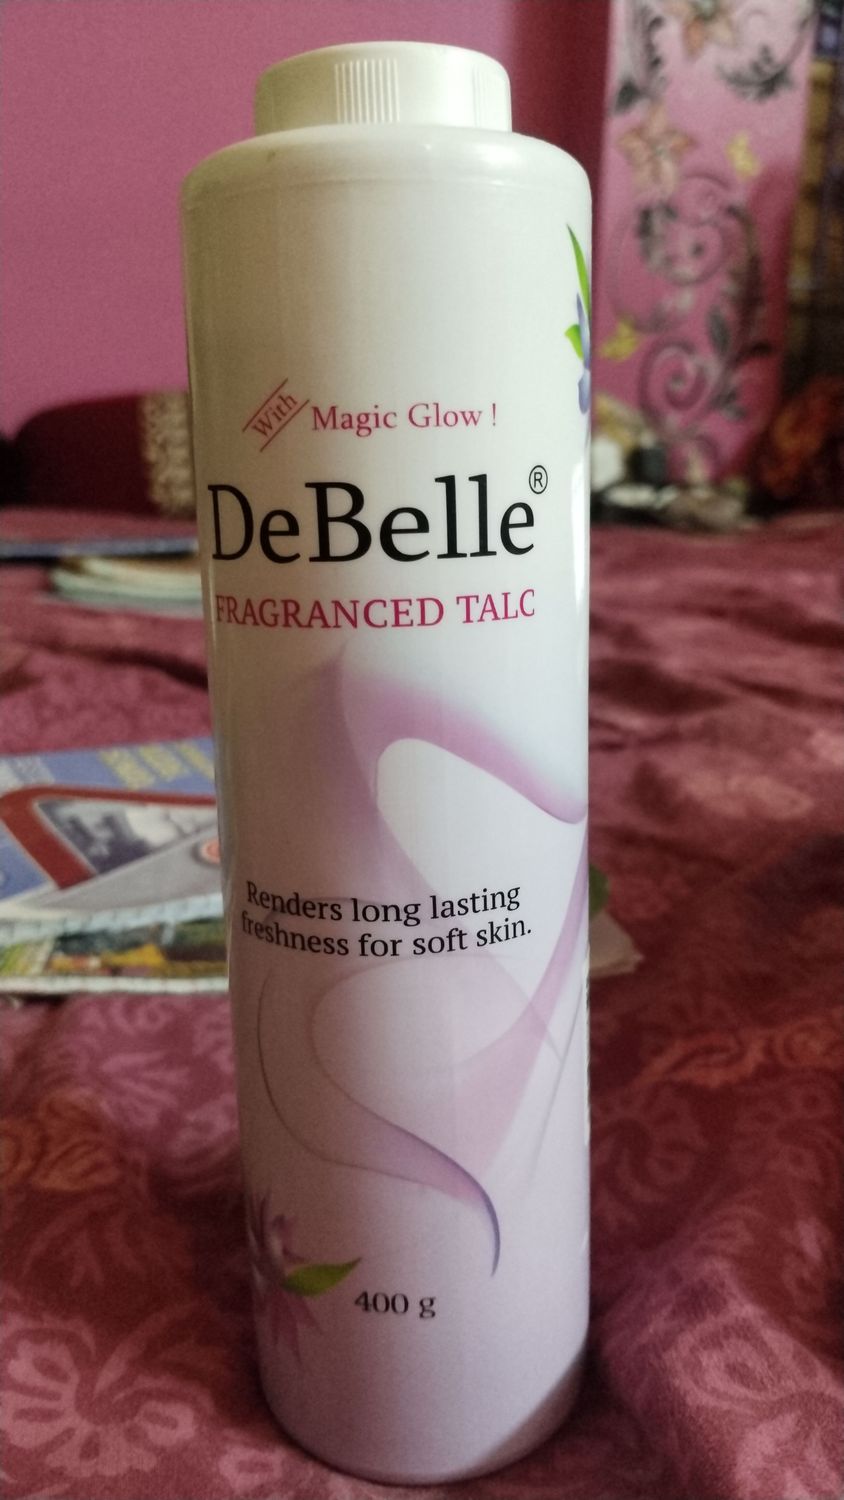 With Magic Glow !
DeBelle®
FRAGRANCED TALC
Renders long lasting
freshness for soft skin.
400 g